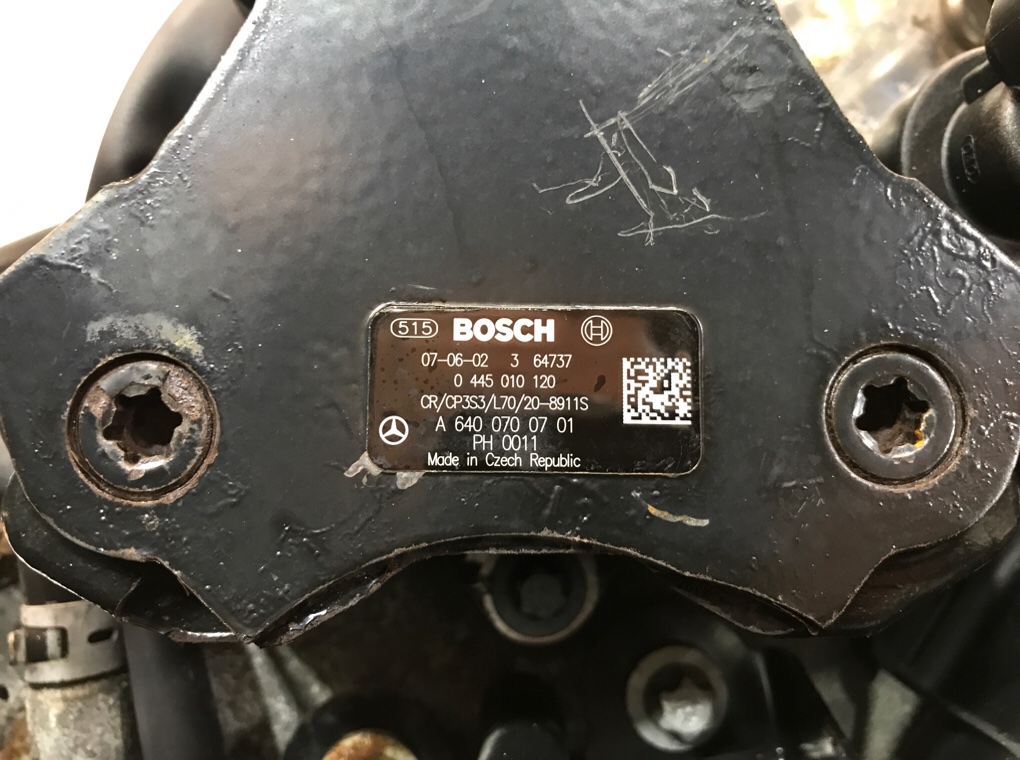 515 BOSCH
07-06-02 3 64737
0 445 010 120
CR/CP3S3/L70/20-8911S
A 640 070 07 01
PH 0011
Made in Czech Republic